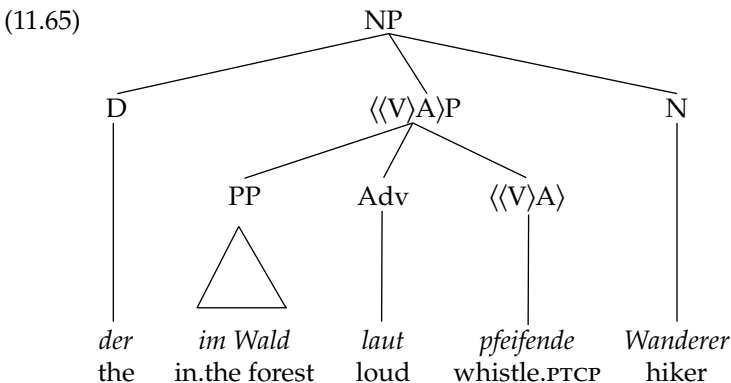 (11.65) NP
D ⟨⟨V⟩A⟩P N
PP Adv ⟨⟨V⟩A⟩
der im Wald laut pfeifende Wanderer
the in.the forest loud whistle.PTCP hiker